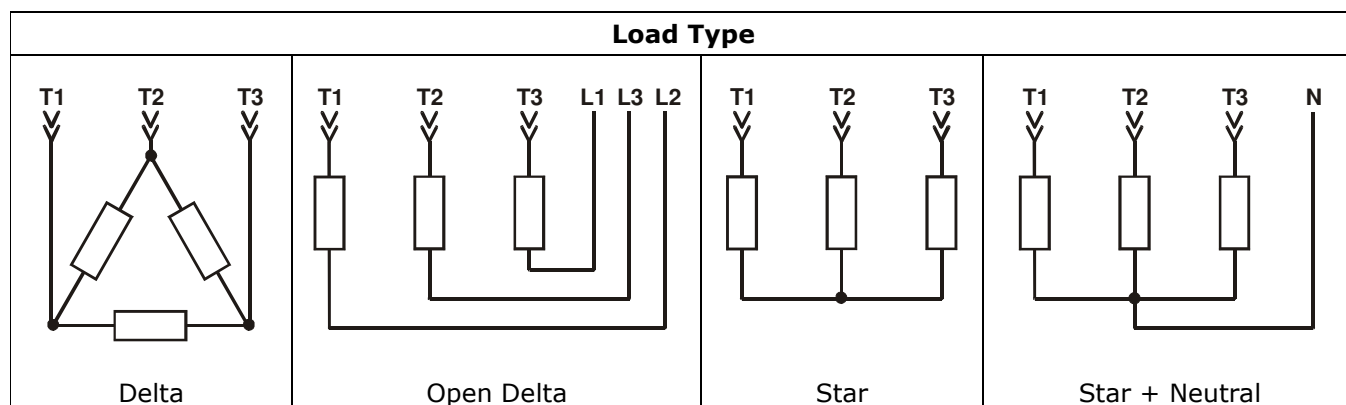 Load Type
T1 T2 T3
T1 T2 T3 L1 L3 L2
T1 T2 T3
T1 T2 T3 N
Delta
Open Delta
Star
Star + Neutral